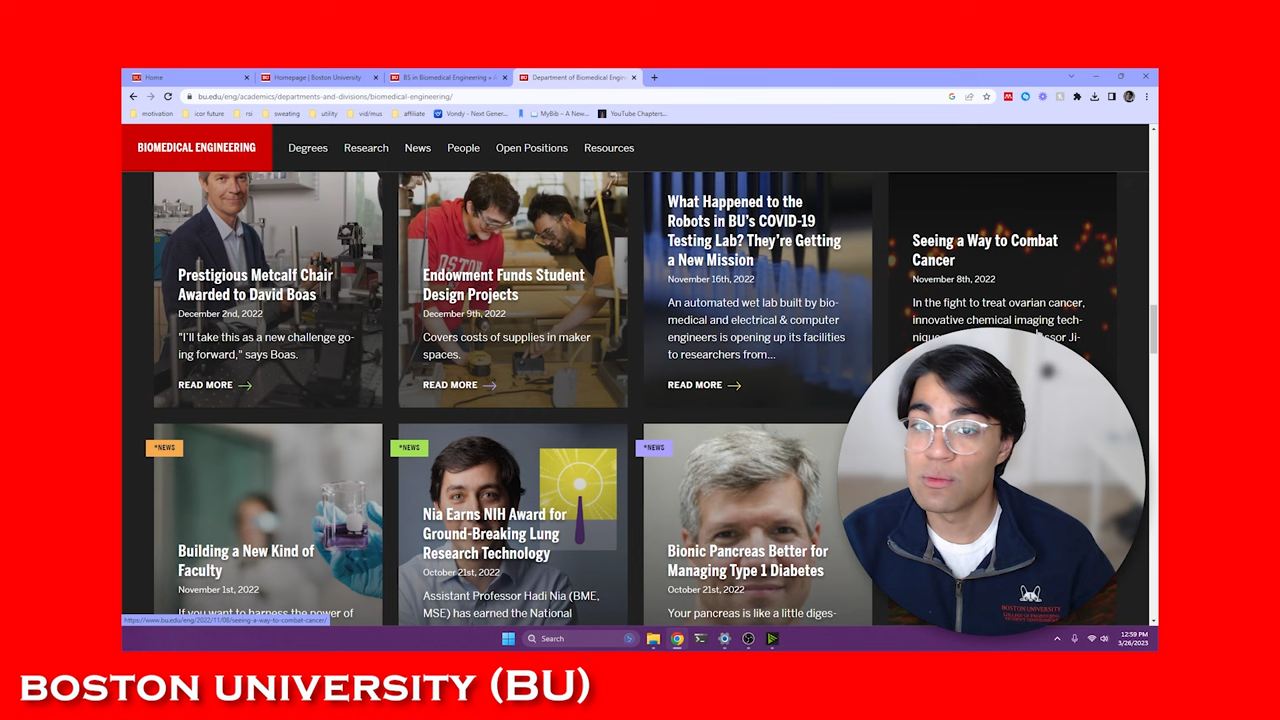 Home
Homepage | Boston University
BS in Biomedical Engineering » A
Department of Biomedical Engin
bu.edu/eng/academics/departments-and-divisions/biomedical-engineering/
motivation
icor future
rsi
sweating
utility
vid/mus
affiliate
Vondy - Next Gener...
MyBib – A New...
YouTube Chapters...
BIOMEDICAL ENGINEERING
Degrees
Research
News
People
Open Positions
Resources
Prestigious Metcalf Chair
Awarded to David Boas
December 2nd, 2022
"I'll take this as a new challenge go-
ing forward," says Boas.
READ MORE
Endowment Funds Student
Design Projects
December 9th, 2022
Covers costs of supplies in maker
spaces.
READ MORE
What Happened to the
Robots in BU's COVID-19
Testing Lab? They're Getting
a New Mission
November 16th, 2022
An automated wet lab built by bio-
medical and electrical & computer
engineers is opening up its facilities
to researchers from...
READ MORE
Seeing a Way to Combat
Cancer
November 8th, 2022
In the fight to treat ovarian cancer,
innovative chemical imaging tech-
*NEWS
Building a New Kind of
Faculty
November 1st, 2022
If you want to harness the power of
*NEWS
Nia Earns NIH Award for
Ground-Breaking Lung
Research Technology
October 21st, 2022
Assistant Professor Hadi Nia (BME,
MSE) has earned the National
*NEWS
Bionic Pancreas Better for
Managing Type 1 Diabetes
October 21st, 2022
Your pancreas is like a little diges-
BOSTON UNIVERSITY
https://www.bu.edu/eng/2022/11/08/seeing-a-way-to-combat-cancer/
Search
12:59 PM
3/26/2023
BOSTON UNIVERSITY (BU)